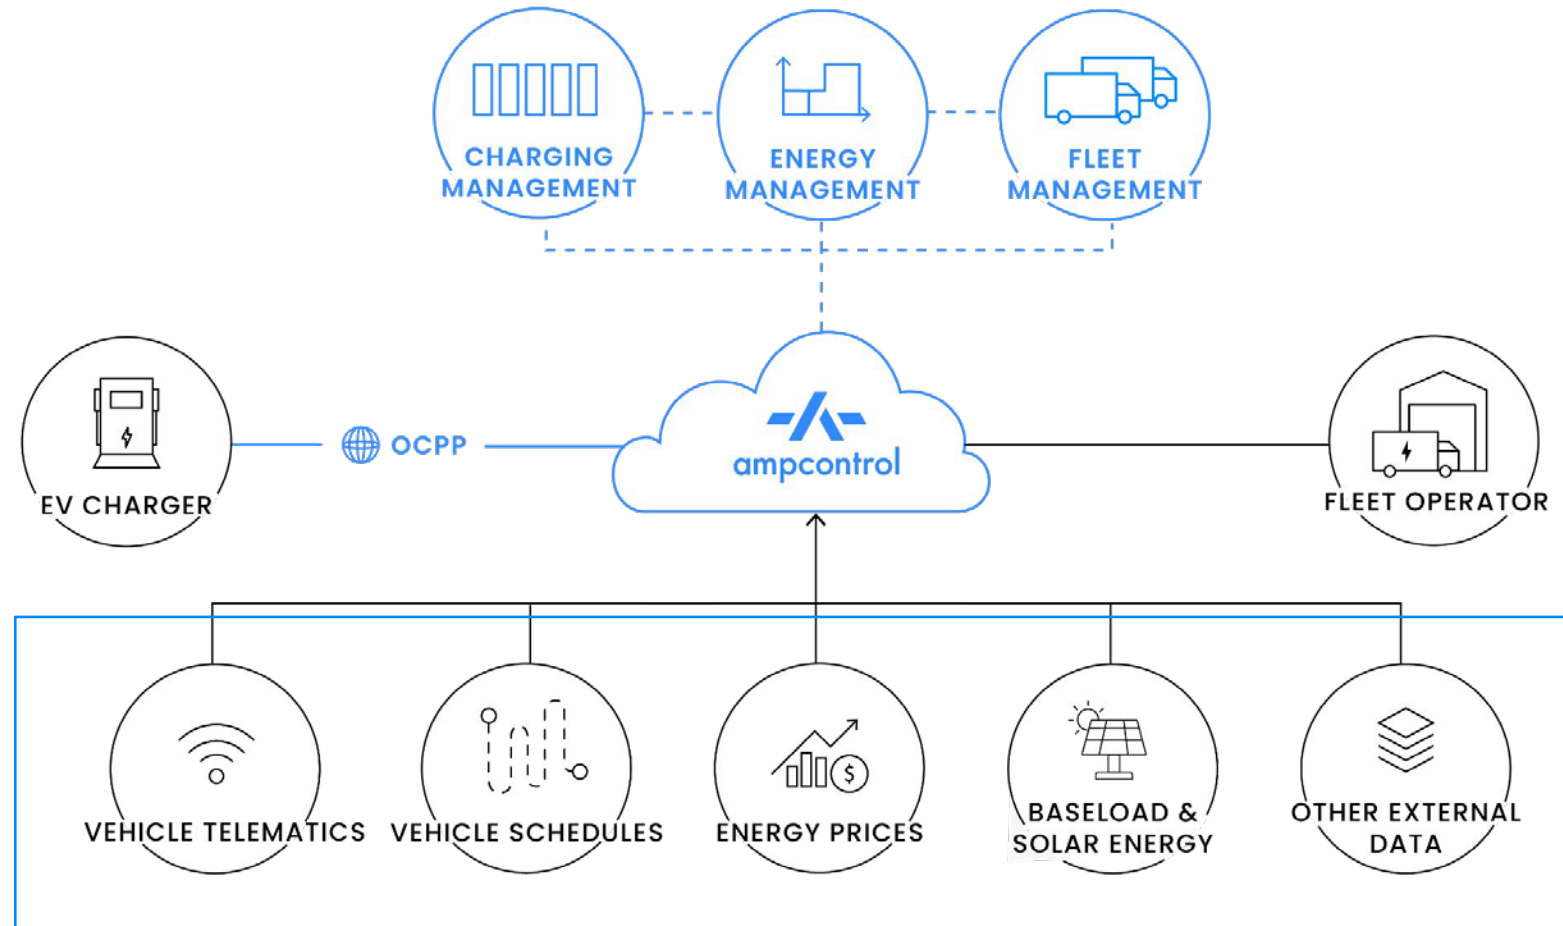 CHARGING
MANAGEMENT
ENERGY
MANAGEMENT
FLEET
MANAGEMENT
EV CHARGER
OCPP
ampcontrol
FLEET OPERATOR
VEHICLE TELEMATICS
VEHICLE SCHEDULES
$
ENERGY PRICES
BASELOAD &
SOLAR ENERGY
OTHER EXTERNAL
DATA